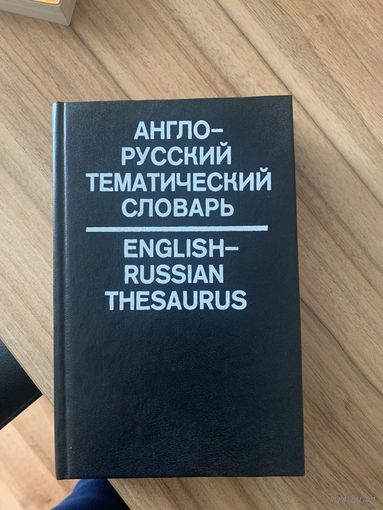 АНГЛО–
РУССКИЙ
ТЕМАТИЧЕСКИЙ
СЛОВАРЬ
ENGLISH–
RUSSIAN
THESAURUS